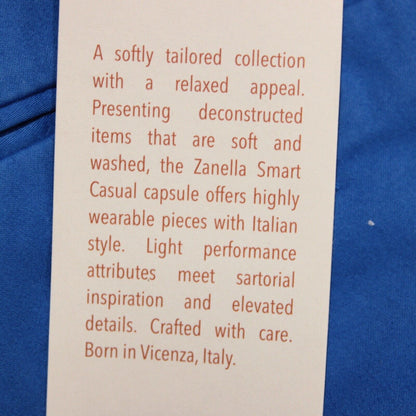 A softly tailored collection
with a relaxed appeal.
Presenting deconstructed
items that are soft and
washed, the Zanella Smart
Casual capsule offers highly
wearable pieces with Italian
style. Light performance
attributes meet sartorial
inspiration and elevated
details. Crafted with care.
Born in Vicenza, Italy.